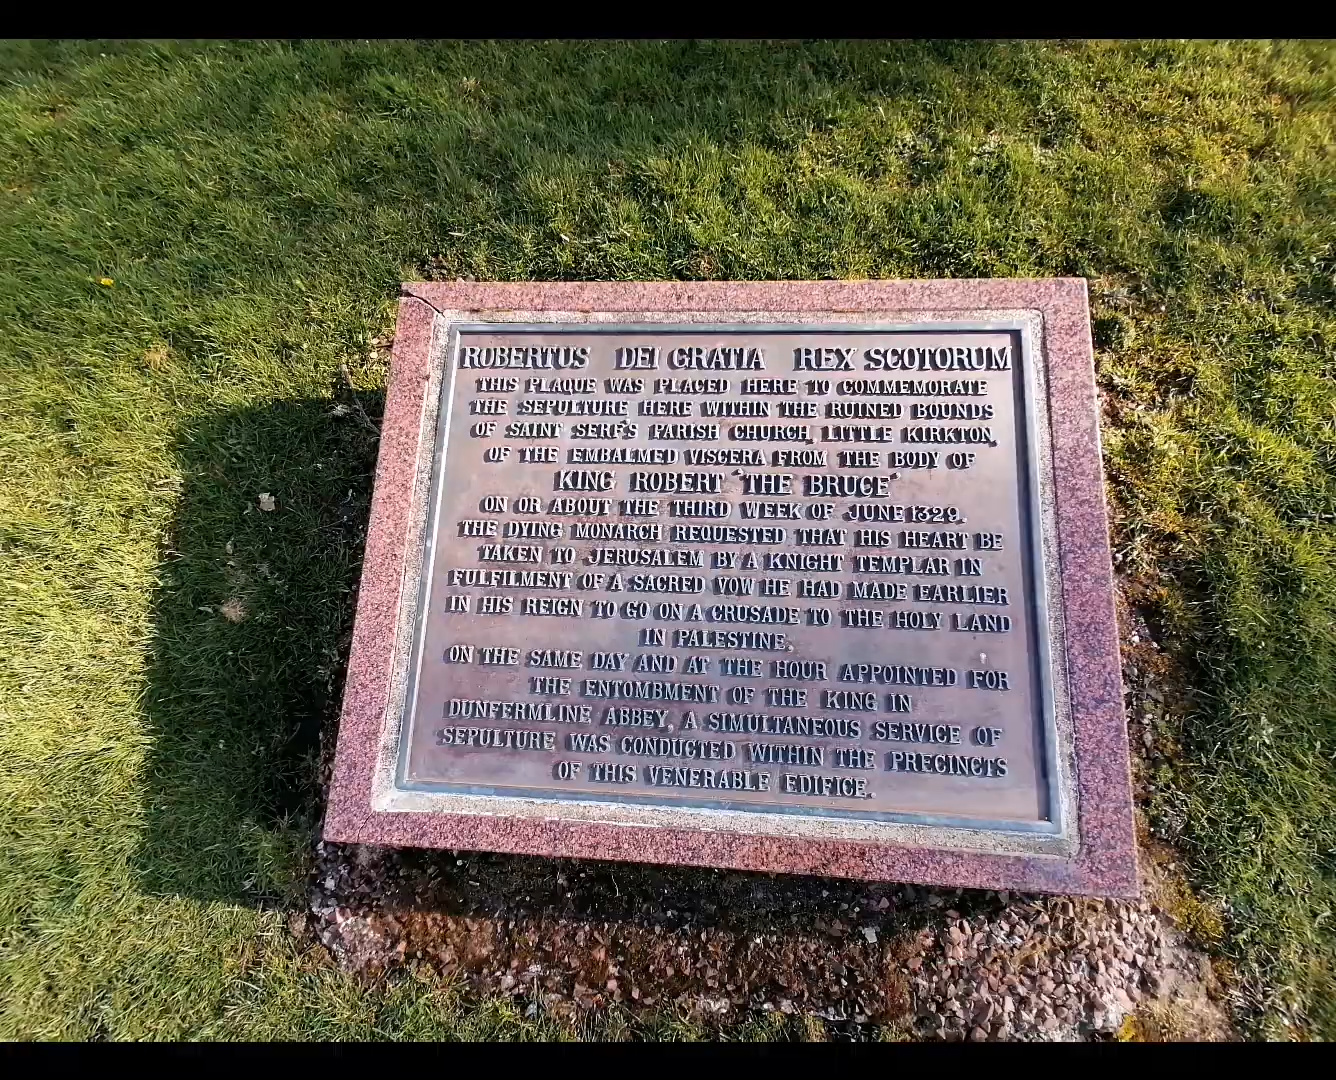 ROBERTUS DEI GRATIA REX SCOTORUM
THIS PLAQUE WAS PLACED HERE TO COMMEMORATE
THE SEPULTURE HERE WITHIN THE RUINED BOUNDS
OF SAINT SERF'S PARISH CHURCH, LITTLE KIRKTON,
OF THE EMBALMED VISCERA FROM THE BODY OF
KING ROBERT "THE BRUCE"
ON OR ABOUT THE THIRD WEEK OF JUNE 1329.
THE DYING MONARCH REQUESTED THAT HIS HEART BE
TAKEN TO JERUSALEM BY A KNIGHT TEMPLAR IN
FULFILMENT OF A SACRED VOW HE HAD MADE EARLIER
IN HIS REIGN TO GO ON A CRUSADE TO THE HOLY LAND
IN PALESTINE.
ON THE SAME DAY AND AT THE HOUR APPOINTED FOR
THE ENTOMBMENT OF THE KING IN
DUNFERMLINE ABBEY, A SIMULTANEOUS SERVICE OF
SEPULTURE WAS CONDUCTED WITHIN THE PRECINCTS
OF THIS VENERABLE EDIFICE.